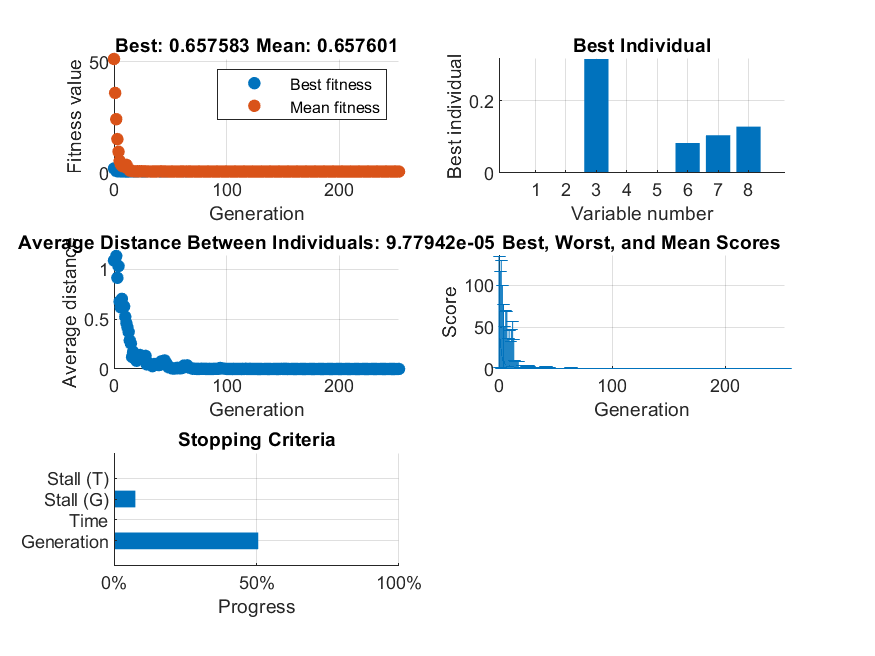 Best: 0.657583 Mean: 0.657601
Fitness value
50
0
Best fitness
Mean fitness
0 100 200
Generation
Best Individual
Best individual
0.2
0
1 2 3 4 5 6 7 8
Variable number
Average Distance Between Individuals: 9.77942e-05
Average distance
1
0.5
0
0 100 200
Generation
Best, Worst, and Mean Scores
Score
100
50
0
0 100 200
Generation
Stopping Criteria
Stall (T)
Stall (G)
Time
Generation
0% 50% 100%
Progress